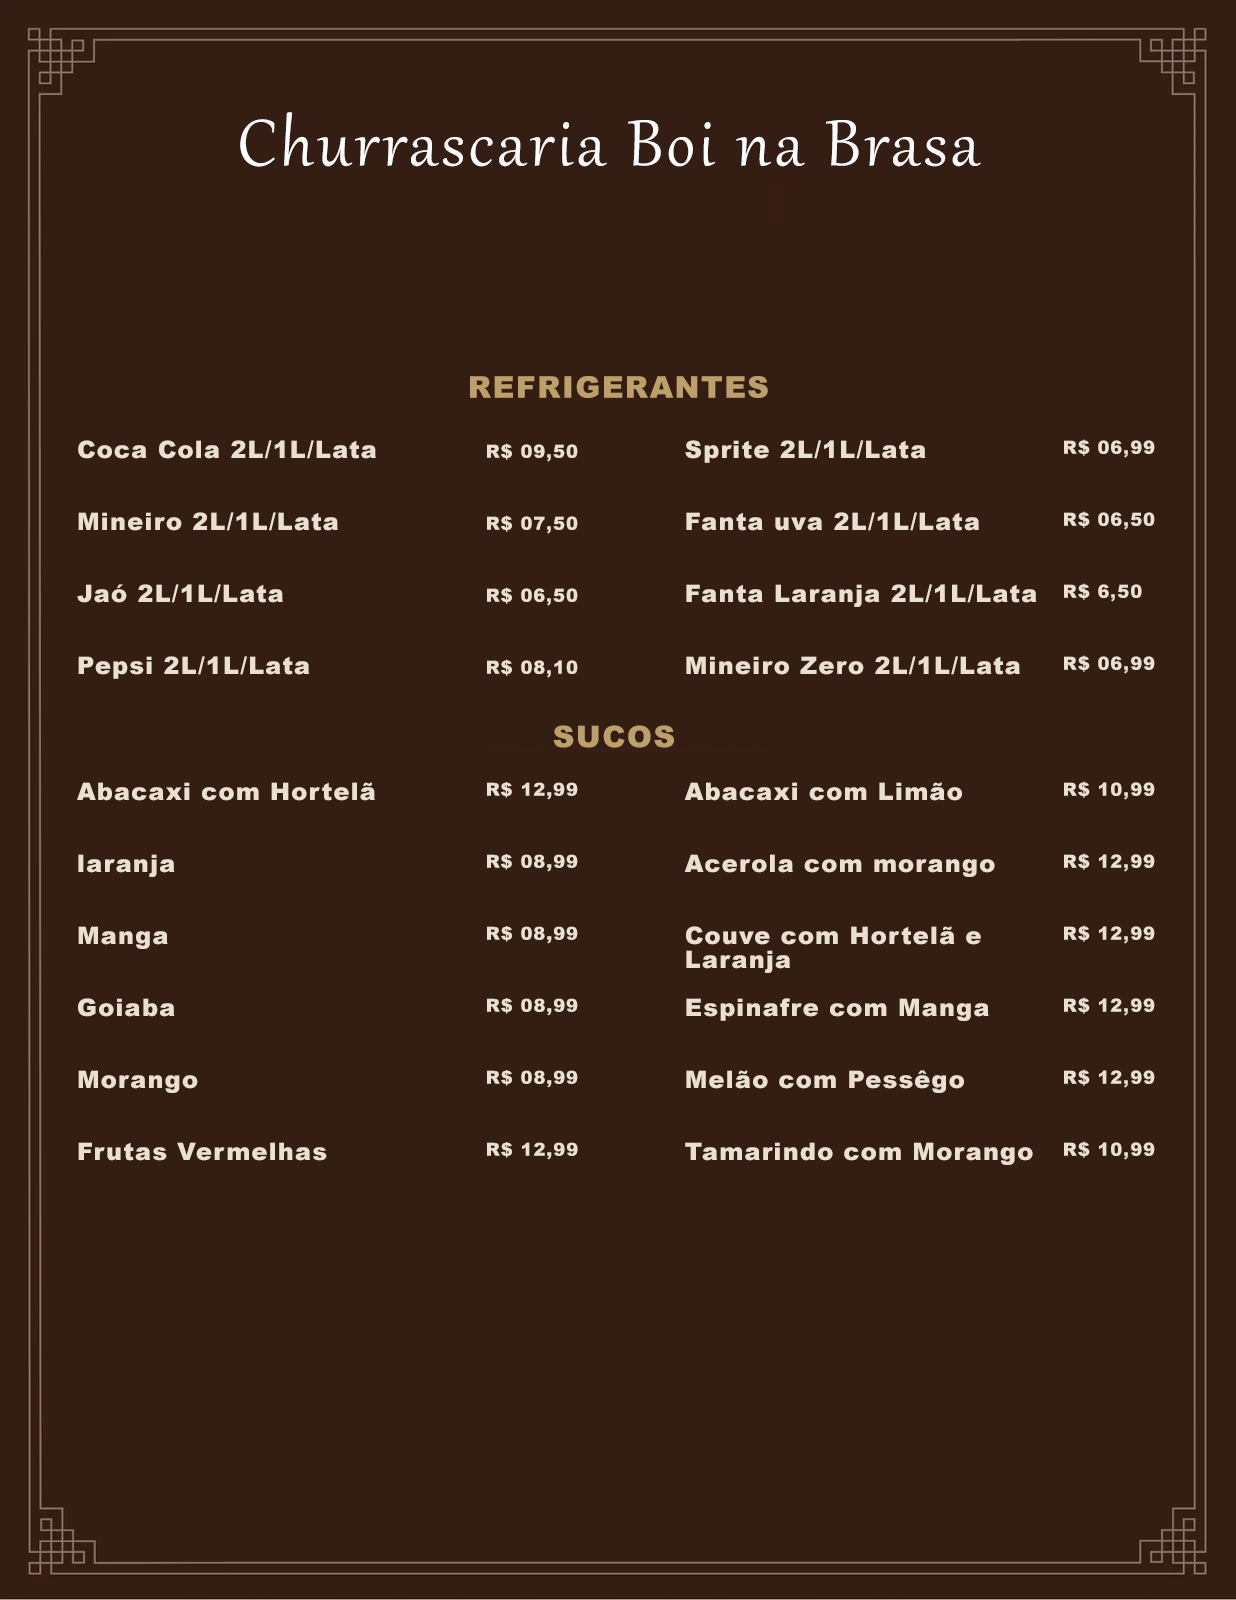 Churrascaria Boi na Brasa
REFRIGERANTES
Coca Cola 2L/1L/Lata R$ 09,50 Sprite 2L/1L/Lata R$ 06,99
Mineiro 2L/1L/Lata R$ 07,50 Fanta uva 2L/1L/Lata R$ 06,50
Jaó 2L/1L/Lata R$ 06,50 Fanta Laranja 2L/1L/Lata R$ 6,50
Pepsi 2L/1L/Lata R$ 08,10 Mineiro Zero 2L/1L/Lata R$ 06,99
SUCOS
Abacaxi com Hortelã R$ 12,99 Abacaxi com Limão R$ 10,99
laranja R$ 08,99 Acerola com morango R$ 12,99
Manga R$ 08,99 Couve com Hortelã e R$ 12,99
Laranja
Goiaba R$ 08,99 Espinafre com Manga R$ 12,99
Morango R$ 08,99 Melão com Pessêgo R$ 12,99
Frutas Vermelhas R$ 12,99 Tamarindo com Morango R$ 10,99